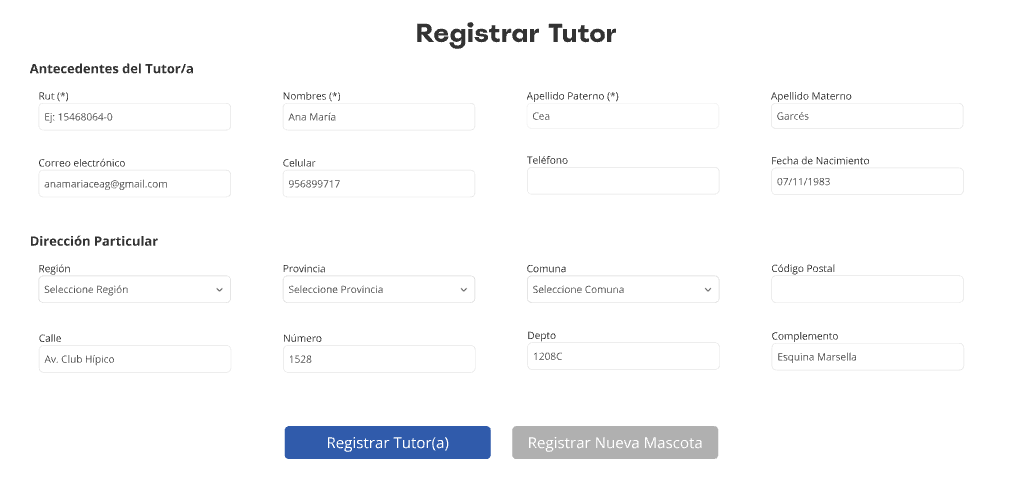 Registrar Tutor
Antecedentes del Tutor/a
Rut (*) Nombres (*) Apellido Paterno (*) Apellido Materno
Ej: 15468064-0 Ana María Cea Garcés
Correo electrónico Celular Teléfono Fecha de Nacimiento
anamariaceag@gmail.com 956899717 07/11/1983
Dirección Particular
Región Provincia Comuna Código Postal
Seleccione Región Seleccione Provincia Seleccione Comuna
Calle Número Depto Complemento
Av. Club Hípico 1528 1208C Esquina Marsella
Registrar Tutor(a) Registrar Nueva Mascota